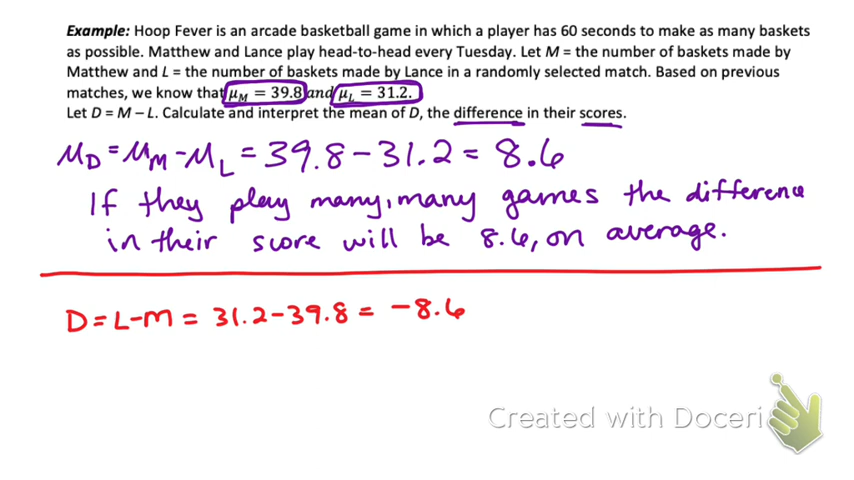 Example: Hoop Fever is an arcade basketball game in which a player has 60 seconds to make as many baskets
as possible. Matthew and Lance play head-to-head every Tuesday. Let M = the number of baskets made by
Matthew and L = the number of baskets made by Lance in a randomly selected match. Based on previous
matches, we know that μ_M = 39.8 and μ_L = 31.2.
Let D = M – L. Calculate and interpret the mean of D, the difference in their scores.
μ_D = μ_M - μ_L = 39.8 - 31.2 = 8.6
If they play many, many games the difference
in their score will be 8.6, on average.
D = L - M = 31.2 - 39.8 = -8.6
Created with Doceri